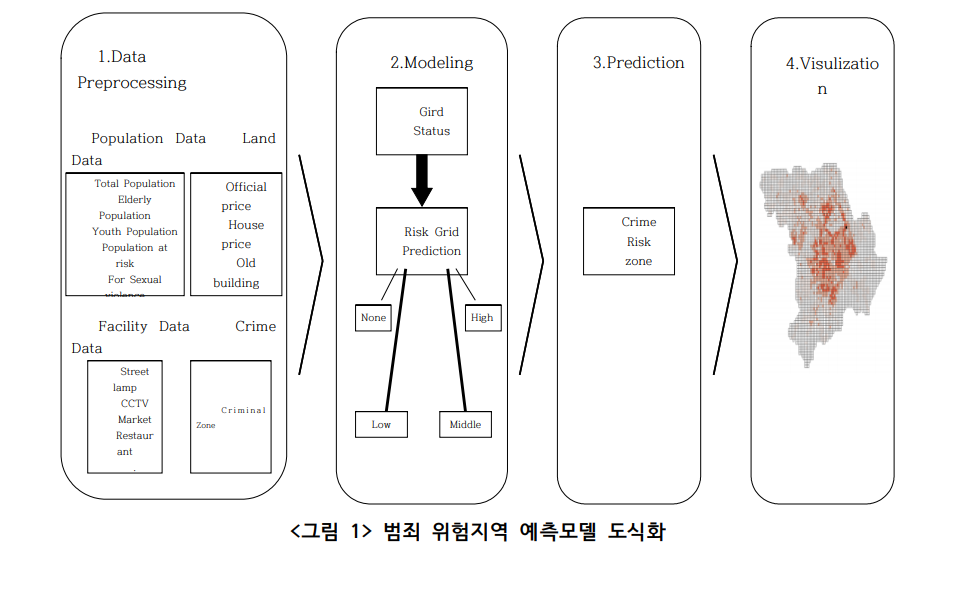 1.Data
Preprocessing
Population Data Land
Data
Total Population
Elderly
Population
Youth Population
Population at
risk
For Sexual
violence
Official
price
House
price
Old
building
Facility Data Crime
Data
Street
lamp
CCTV
Market
Restaur
ant
.
Criminal
Zone
2.Modeling
Gird
Status
Risk Grid
Prediction
None
High
Low
Middle
3.Prediction
Crime
Risk
zone
4.Visulizatio
n
<그림 1> 범죄 위험지역 예측모델 도식화